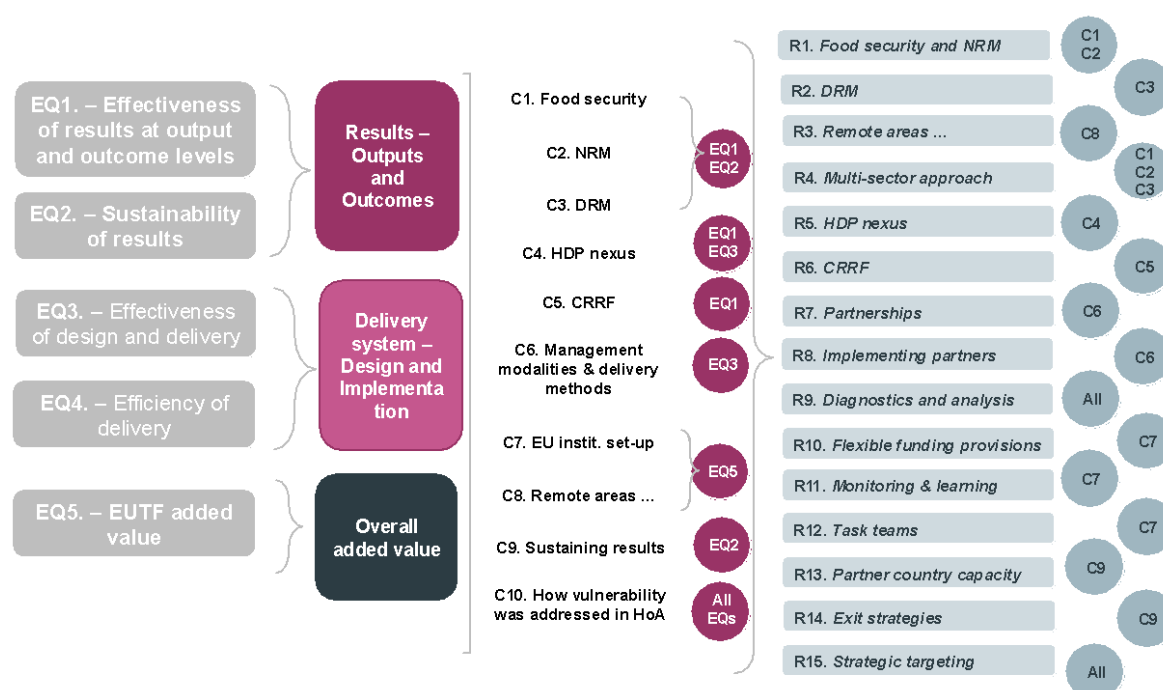 EQ1. – Effectiveness
of results at output
and outcome levels
EQ2. – Sustainability
of results
EQ3. – Effectiveness
of design and delivery
EQ4. – Efficiency of
delivery
EQ5. – EUTF added
value
Results –
Outputs
and
Outcomes
Delivery
system –
Design and
Implementa
tion
Overall
added value
C1. Food security
C2. NRM
C3. DRM
EQ1
EQ2
C4. HDP nexus
EQ1
EQ3
C5. CRRF
EQ1
C6. Management
modalities & delivery
methods
EQ3
C7. EU instit. set-up
C8. Remote areas ...
EQ5
C9. Sustaining results
EQ2
C10. How vulnerability
was addressed in HoA
All
EQs
R1. Food security and NRM
C1
C2
R2. DRM
C3
R3. Remote areas ...
C8
R4. Multi-sector approach
C1
C2
C3
R5. HDP nexus
C4
R6. CRRF
C5
R7. Partnerships
C6
R8. Implementing partners
C6
R9. Diagnostics and analysis
All
R10. Flexible funding provisions
C7
R11. Monitoring & learning
C7
R12. Task teams
C7
R13. Partner country capacity
C9
R14. Exit strategies
C9
R15. Strategic targeting
All